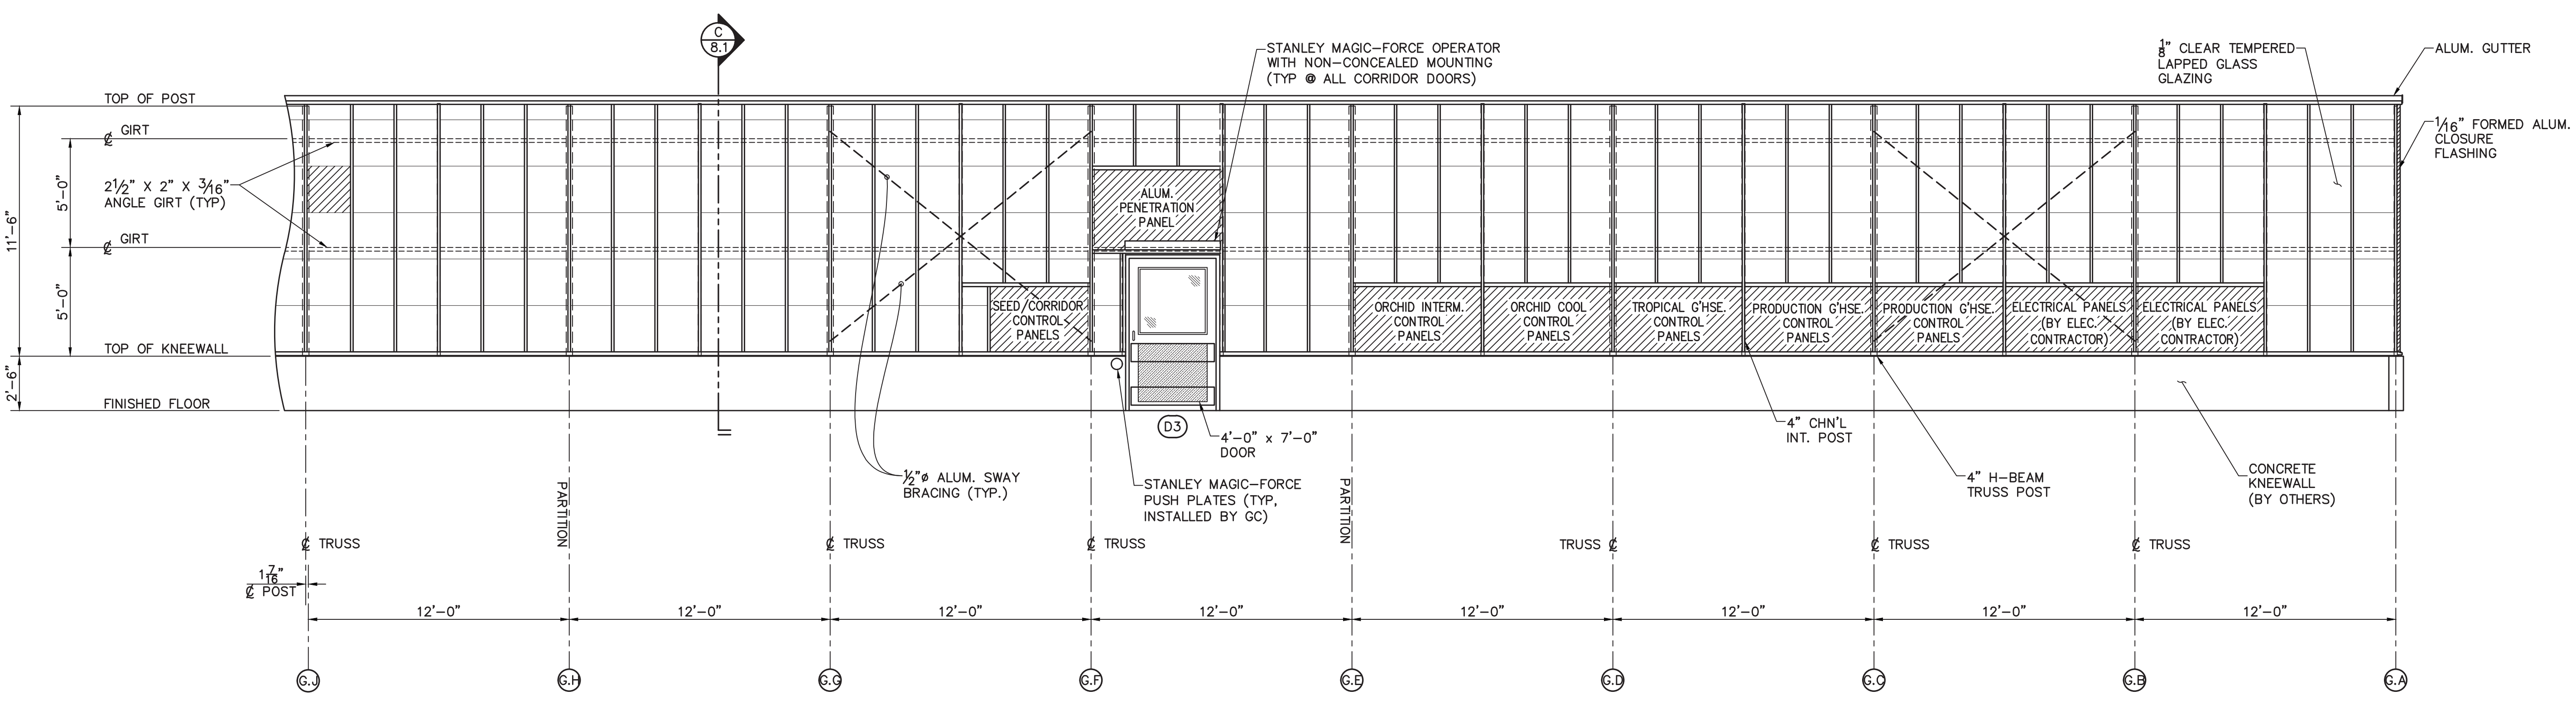 C
8.1
STANLEY MAGIC-FORCE OPERATOR
WITH NON-CONCEALED MOUNTING
(TYP @ ALL CORRIDOR DOORS)
1/8" CLEAR TEMPERED
LAPPED GLASS
GLAZING
ALUM. GUTTER
1/16" FORMED ALUM.
CLOSURE
FLASHING
TOP OF POST
℄ GIRT
2½" X 2" X 3/16"
ANGLE GIRT (TYP)
℄ GIRT
TOP OF KNEEWALL
FINISHED FLOOR
11'-6"
5'-0"
5'-0"
2'-6"
ALUM.
PENETRATION
PANEL
SEED/CORRIDOR
CONTROL
PANELS
ORCHID INTERM.
CONTROL
PANELS
ORCHID COOL
CONTROL
PANELS
TROPICAL G'HSE.
CONTROL
PANELS
PRODUCTION G'HSE.
CONTROL
PANELS
PRODUCTION G'HSE.
CONTROL
PANELS
ELECTRICAL PANELS
(BY ELEC.
CONTRACTOR)
ELECTRICAL PANELS
(BY ELEC.
CONTRACTOR)
D3
4'-0" x 7'-0"
DOOR
4" CHN'L
INT. POST
½"ø ALUM. SWAY
BRACING (TYP.)
STANLEY MAGIC-FORCE
PUSH PLATES (TYP,
INSTALLED BY GC)
4" H-BEAM
TRUSS POST
CONCRETE
KNEEWALL
(BY OTHERS)
PARTITION
PARTITION
℄ TRUSS
℄ TRUSS
℄ TRUSS
TRUSS ℄
℄ TRUSS
℄ TRUSS
1 7/16"
℄ POST
12'-0"
12'-0"
12'-0"
12'-0"
12'-0"
12'-0"
12'-0"
12'-0"
G.J
G.H
G.G
G.F
G.E
G.D
G.C
G.B
G.A